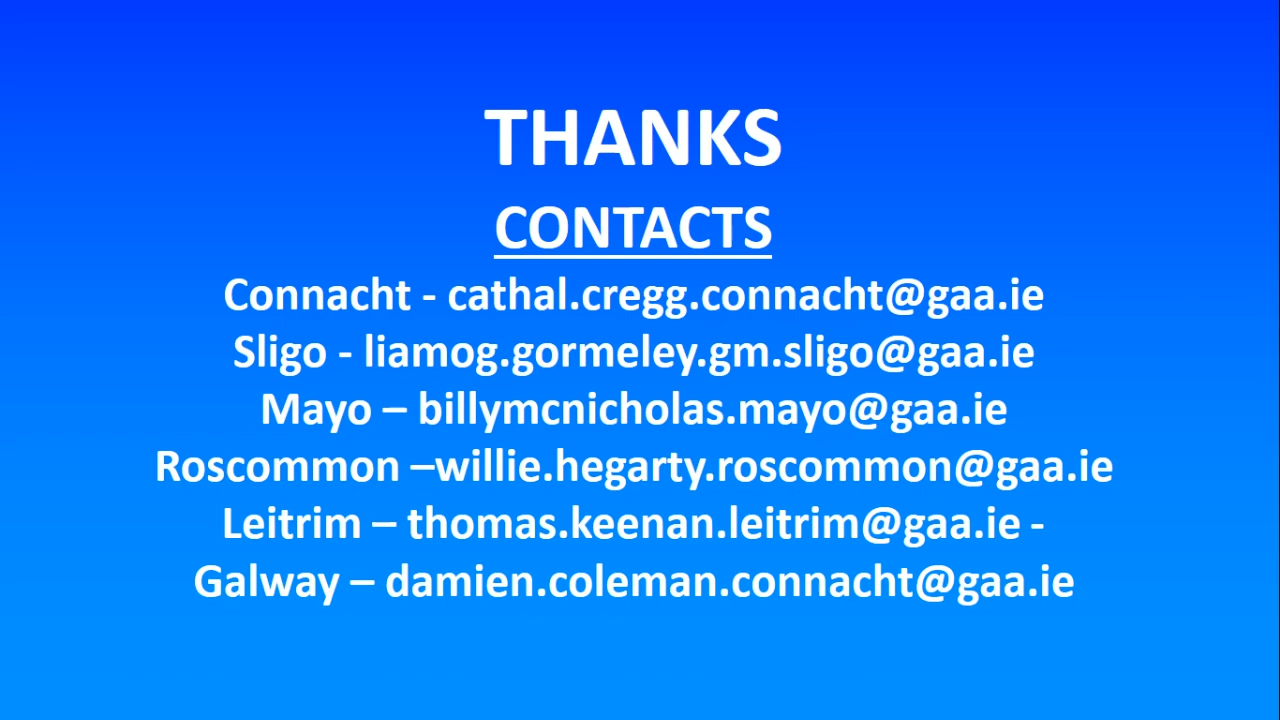 THANKS
CONTACTS
Connacht - cathal.cregg.connacht@gaa.ie
Sligo - liamog.gormeley.gm.sligo@gaa.ie
Mayo – billymcnicholas.mayo@gaa.ie
Roscommon –willie.hegarty.roscommon@gaa.ie
Leitrim – thomas.keenan.leitrim@gaa.ie -
Galway – damien.coleman.connacht@gaa.ie